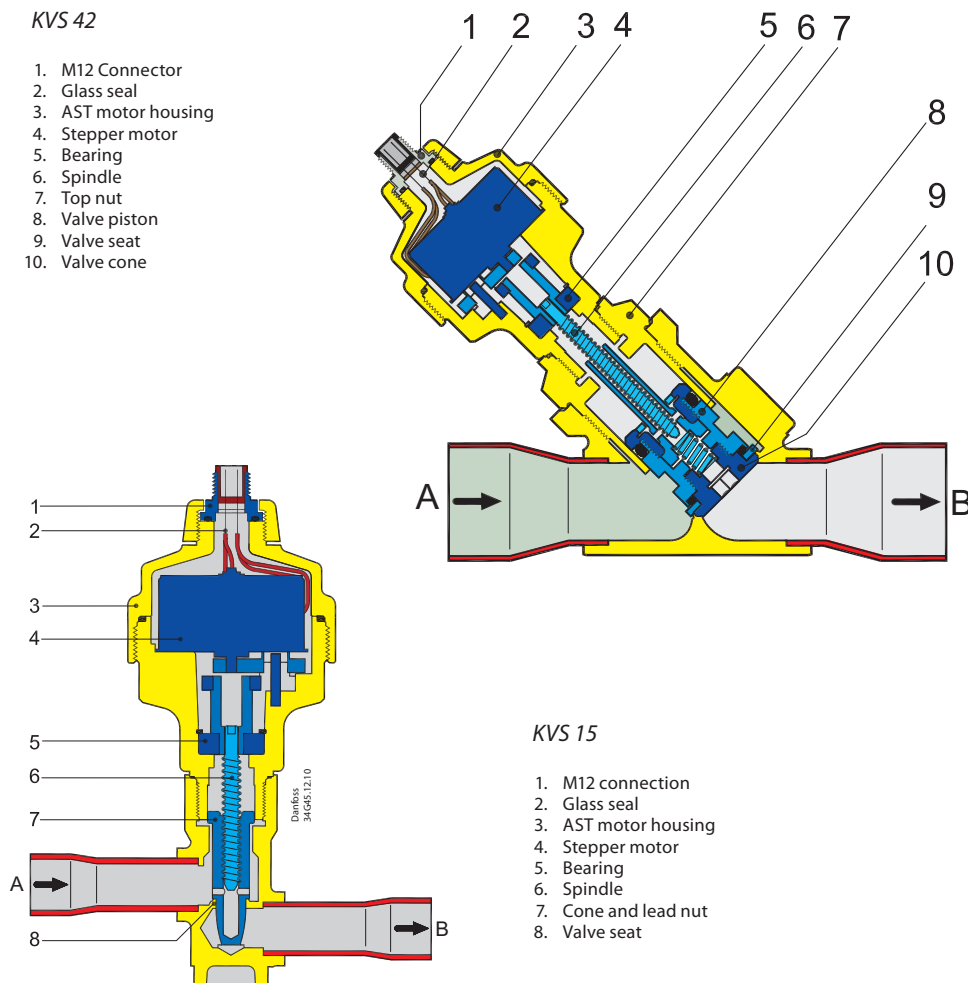 KVS 42
1. M12 Connector
2. Glass seal
3. AST motor housing
4. Stepper motor
5. Bearing
6. Spindle
7. Top nut
8. Valve piston
9. Valve seat
10. Valve cone
1 2 3 4 5 6 7
8
9
10
A B
1
2
3
4
5
6
7
8
A
B
Danfoss
34G45.12.10
KVS 15
1. M12 connection
2. Glass seal
3. AST motor housing
4. Stepper motor
5. Bearing
6. Spindle
7. Cone and lead nut
8. Valve seat